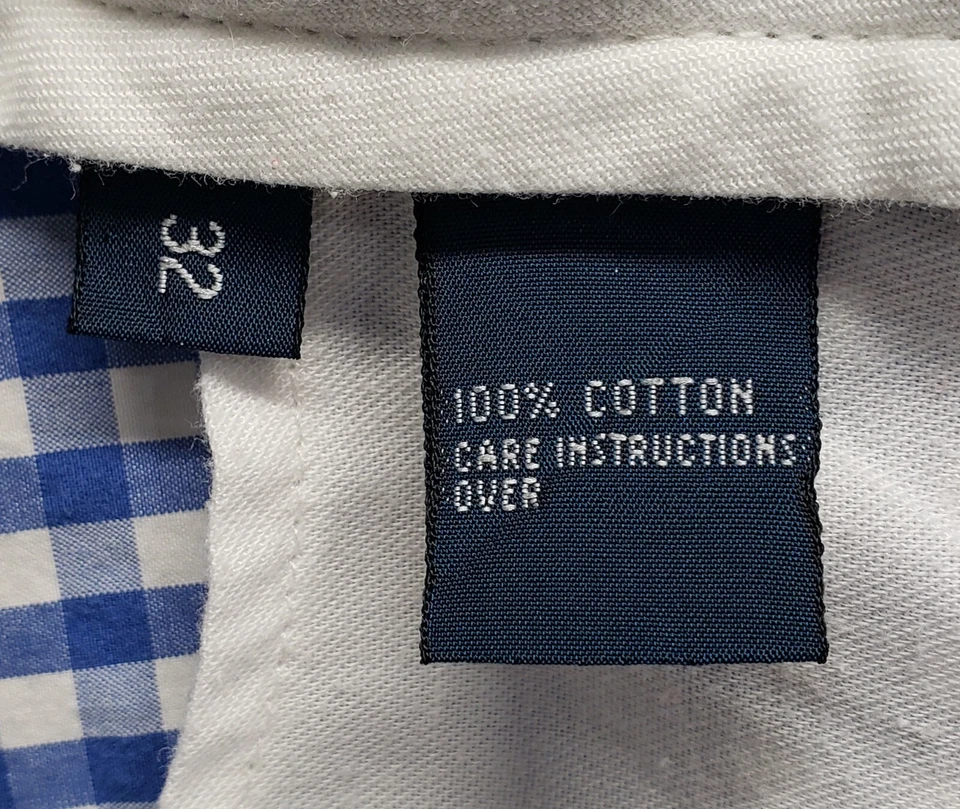 32
100% COTTON
CARE INSTRUCTIONS
OVER